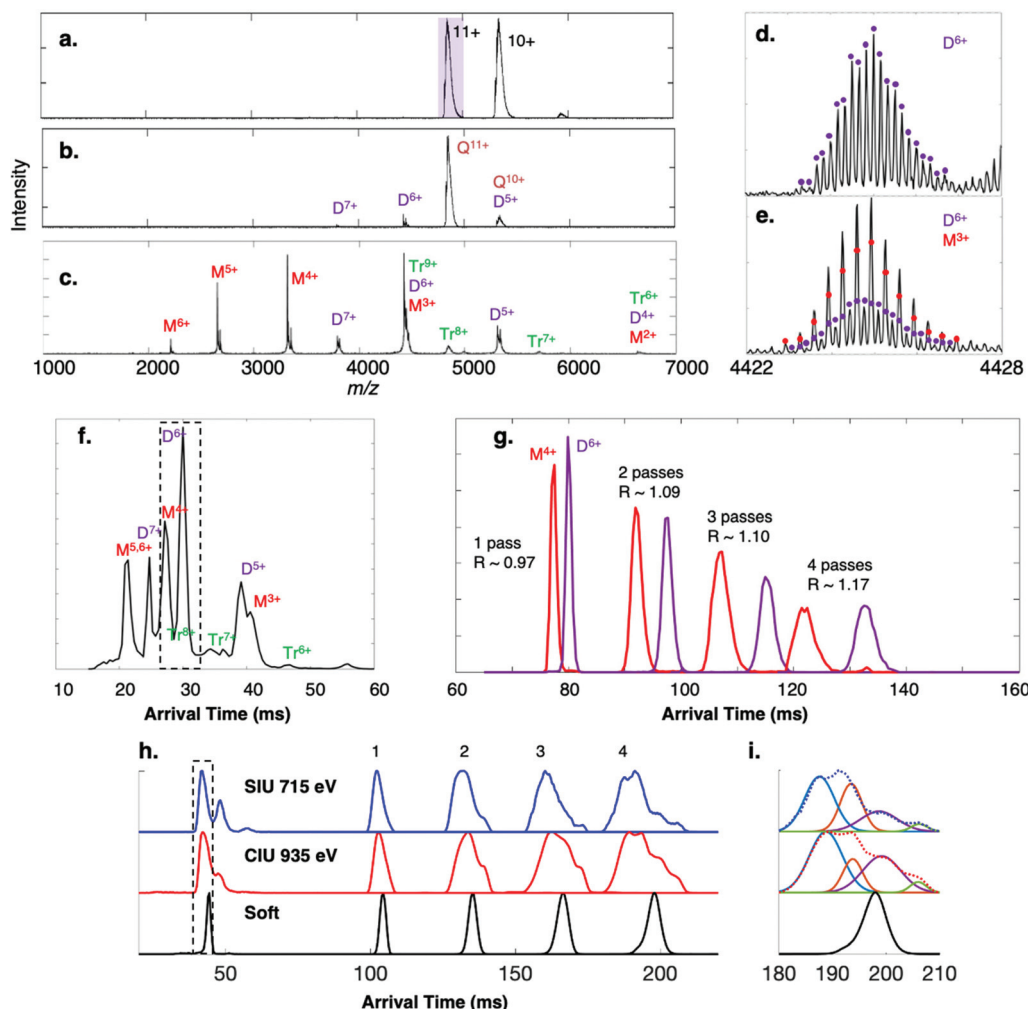 a.
11+
10+
b.
Q11+
Q10+
D7+
D6+
D5+
Intensity
c.
M6+
M5+
M4+
D7+
Tr9+
D6+
M3+
Tr8+
D5+
Tr7+
Tr6+
D4+
M2+
1000 2000 3000 4000 5000 6000 7000
m/z
d.
D6+
e.
D6+
M3+
4422 4428
f.
D6+
M4+
D7+
M5,6+
Tr8+
Tr7+
D5+
M3+
Tr6+
10 20 30 40 50 60
Arrival Time (ms)
g.
M4+
D6+
1 pass
R ~ 0.97
2 passes
R ~ 1.09
3 passes
R ~ 1.10
4 passes
R ~ 1.17
60 80 100 120 140 160
Arrival Time (ms)
h.
1 2 3 4
SIU 715 eV
CIU 935 eV
Soft
50 100 150 200
Arrival Time (ms)
i.
180 190 200 210